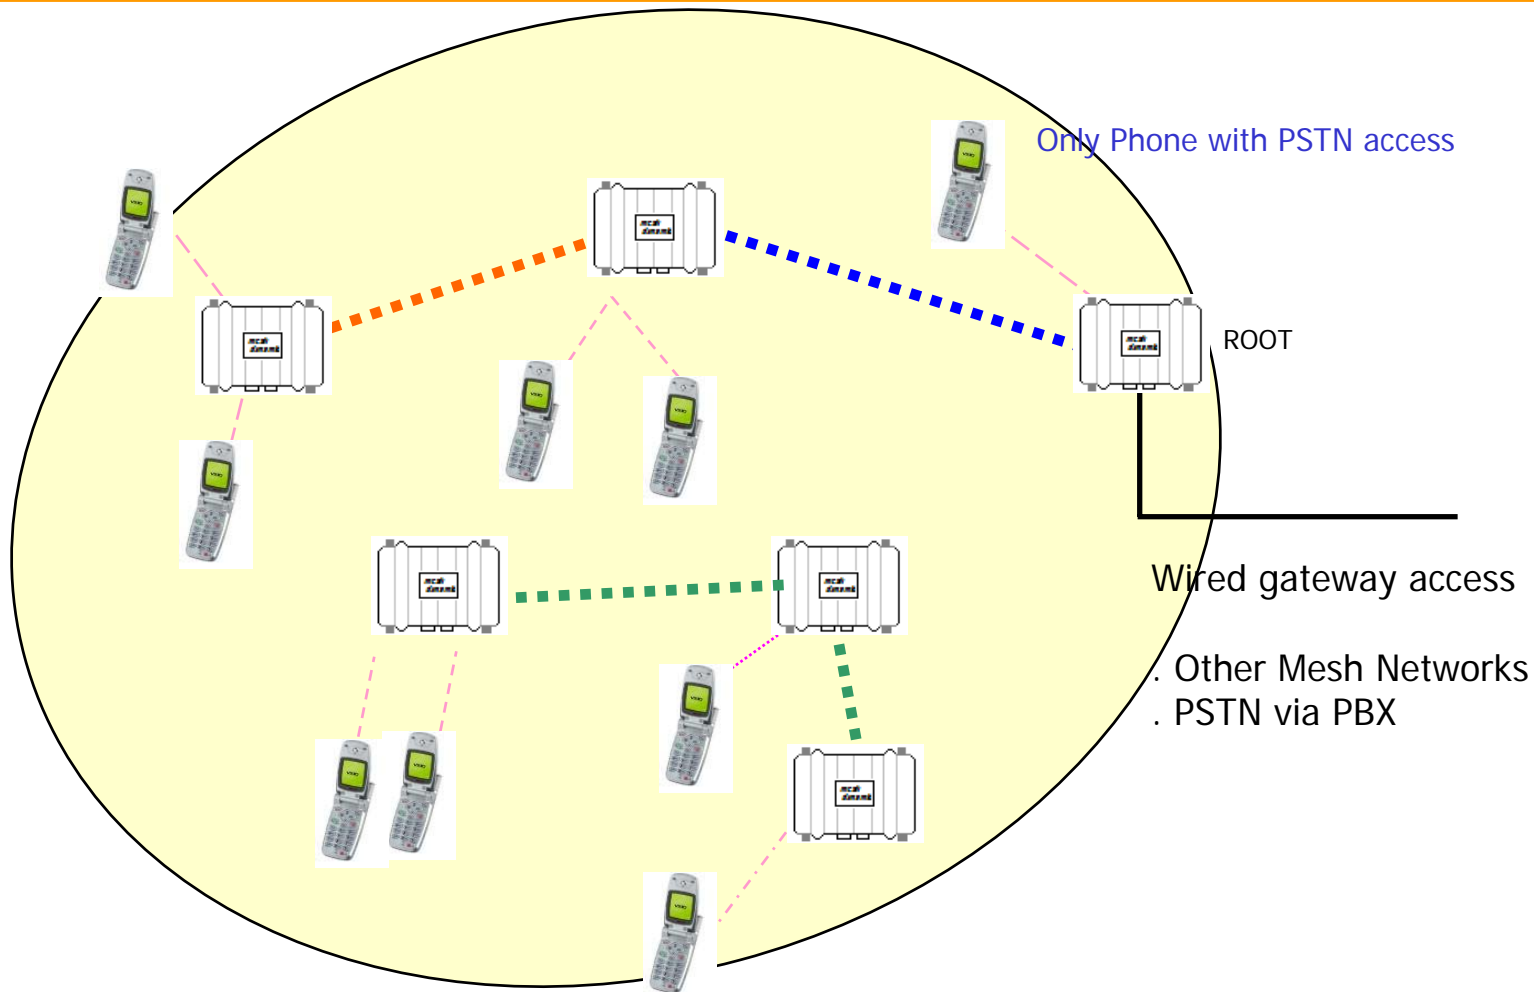 Only Phone with PSTN access
ROOT
Wired gateway access
. Other Mesh Networks
. PSTN via PBX